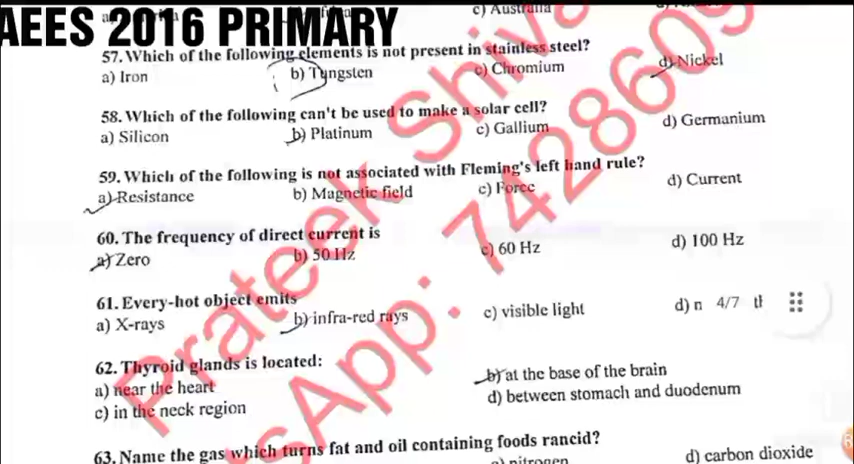 c) Australia
AEES 2016 PRIMARY
57. Which of the following elements is not present in stainless steel?
a) Iron b) Tungsten c) Chromium d) Nickel
58. Which of the following can't be used to make a solar cell?
a) Silicon b) Platinum c) Gallium d) Germanium
59. Which of the following is not associated with Fleming's left hand rule?
a) Resistance b) Magnetic field c) Force d) Current
60. The frequency of direct current is
a) Zero b) 50 Hz c) 60 Hz d) 100 Hz
61. Every-hot object emits
a) X-rays b) infra-red rays c) visible light d) n 4/7
62. Thyroid glands is located:
a) near the heart b) at the base of the brain
c) in the neck region d) between stomach and duodenum
63. Name the gas which turns fat and oil containing foods rancid?
nitrogen d) carbon dioxide
Prateek Shiva
tsApp: 7428609